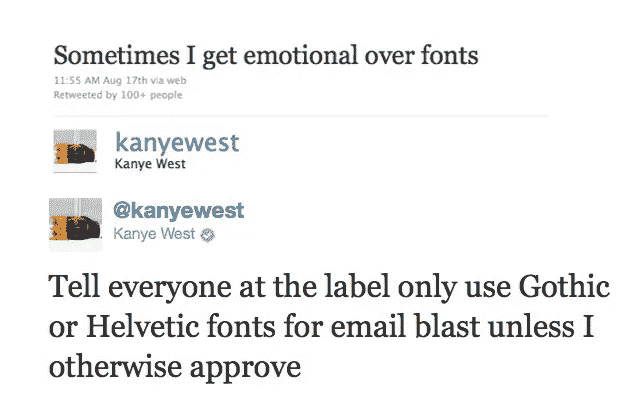 Sometimes I get emotional over fonts
11:55 AM Aug 17th via web
Retweeted by 100+ people
kanyewest
Kanye West
@kanyewest
Kanye West
Tell everyone at the label only use Gothic
or Helvetic fonts for email blast unless I
otherwise approve